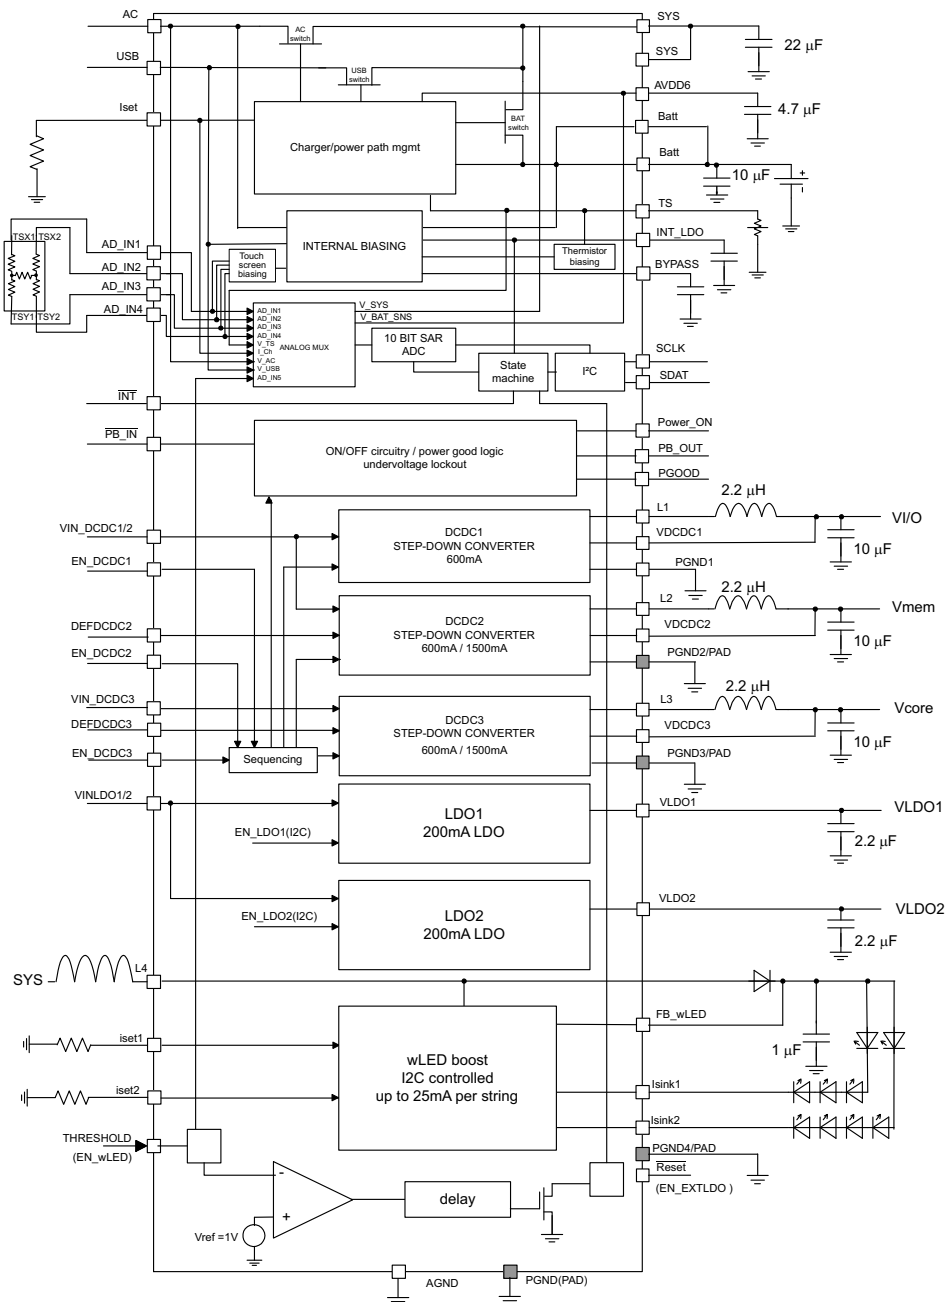 AC
SYS
AC
switch
22 μF
SYS
USB
USB
switch
AVDD6
4.7 μF
Iset
BAT
switch
Batt
Charger/power path mgmt
Batt
10 μF
+
-
TS
INTERNAL BIASING
INT_LDO
TSX1
TSX2
AD_IN1
Touch
screen
biasing
Thermistor
biasing
AD_IN2
BYPASS
AD_IN3
AD_IN4
TSY1
TSY2
AD_IN1
AD_IN2
AD_IN3
AD_IN4
V_TS
I_Ch
V_AC
V_USB
AD_IN5
ANALOG MUX
V_SYS
V_BAT_SNS
10 BIT SAR
ADC
State
machine
I²C
SCLK
SDAT
INT
PB_IN
ON/OFF circuitry / power good logic
undervoltage lockout
Power_ON
PB_OUT
PGOOD
VIN_DCDC1/2
DCDC1
STEP-DOWN CONVERTER
600mA
L1
2.2 μH
VI/O
VDCDC1
10 μF
EN_DCDC1
PGND1
DCDC2
STEP-DOWN CONVERTER
600mA / 1500mA
L2
2.2 μH
Vmem
DEFDCDC2
VDCDC2
10 μF
EN_DCDC2
PGND2/PAD
VIN_DCDC3
DEFDCDC3
EN_DCDC3
Sequencing
DCDC3
STEP-DOWN CONVERTER
600mA / 1500mA
L3
2.2 μH
Vcore
VDCDC3
10 μF
PGND3/PAD
VINLDO1/2
LDO1
200mA LDO
EN_LDO1(I2C)
VLDO1
VLDO1
2.2 μF
LDO2
200mA LDO
EN_LDO2(I2C)
VLDO2
VLDO2
2.2 μF
SYS
L4
FB_wLED
1 μF
iset1
iset2
wLED boost
I2C controlled
up to 25mA per string
Isink1
Isink2
THRESHOLD
(EN_wLED)
PGND4/PAD
Reset
(EN_EXTLDO )
-
+
delay
Vref =1V
AGND
PGND(PAD)